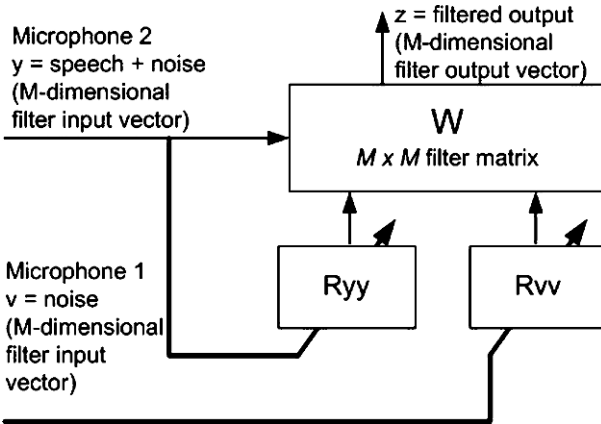 Microphone 2
y = speech + noise
(M-dimensional
filter input vector)
z = filtered output
(M-dimensional
filter output vector)
W
M x M filter matrix
Ryy
Rvv
Microphone 1
v = noise
(M-dimensional
filter input
vector)